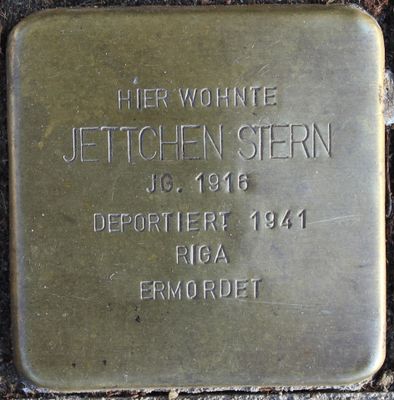 HIER WOHNTE
JETTCHEN STERN
JG. 1916
DEPORTIERT 1941
RIGA
ERMORDET